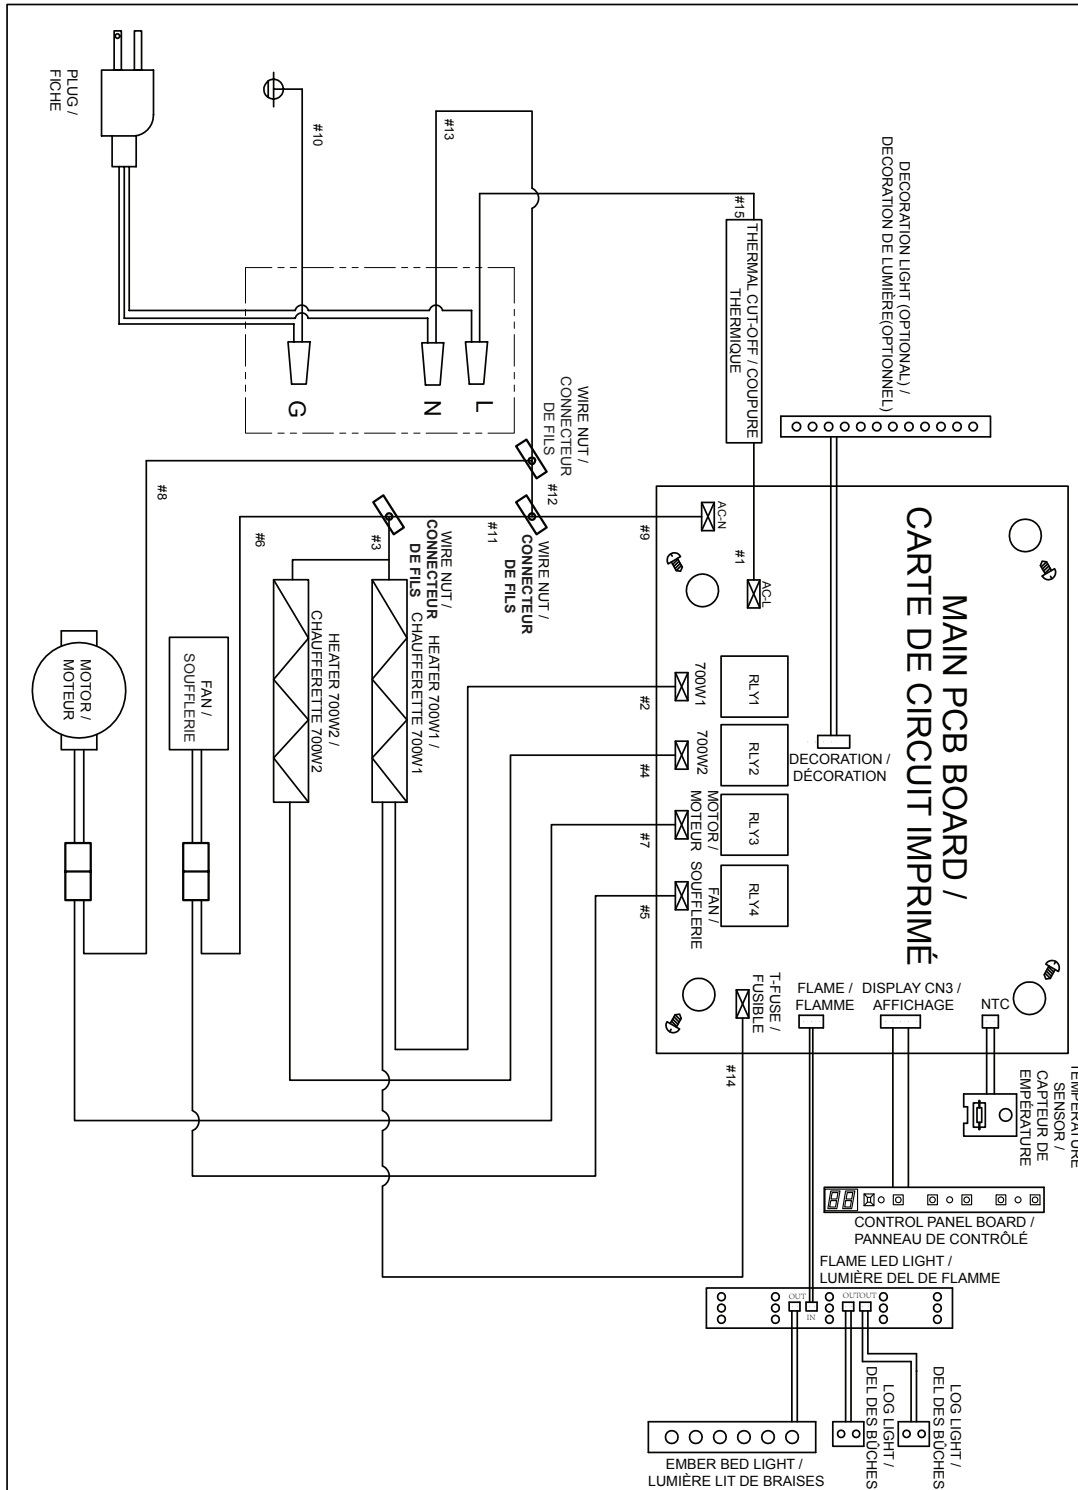 PLUG /
FICHE
#10
#13
#15
THERMAL CUT-OFF / COUPURE
THERMIQUE
DECORATION LIGHT (OPTIONAL) /
DECORATION DE LUMIÈRE(OPTIONNEL)
G
N
L
WIRE NUT /
CONNECTEUR
DE FILS
#12
#8
#6
#3
#11
#9
#1
WIRE NUT /
CONNECTEUR
DE FILS
WIRE NUT /
CONNECTEUR
DE FILS
AC-N
AC-L
MAIN PCB BOARD /
CARTE DE CIRCUIT IMPRIMÉ
MOTOR /
MOTEUR
FAN /
SOUFFLERIE
HEATER 700W2 /
CHAUFFERETTE 700W2
HEATER 700W1 /
CHAUFFERETTE 700W1
#2
700W1
RLY1
#4
700W2
RLY2
#7
MOTOR /
MOTEUR
RLY3
#5
FAN /
SOUFFLERIE
RLY4
DECORATION /
DÉCORATION
T-FUSE /
FUSIBLE
#14
FLAME /
FLAMME
DISPLAY CN3 /
AFFICHAGE
NTC
TEMPERATURE
SENSOR /
CAPTEUR DE
EMPÉRATURE
88
CONTROL PANEL BOARD /
PANNEAU DE CONTRÔLÉ
FLAME LED LIGHT /
LUMIÈRE DEL DE FLAMME
OUT
IN
OUT
OUT
LOG LIGHT /
DEL DES BÛCHES
LOG LIGHT /
DEL DES BÛCHES
EMBER BED LIGHT /
LUMIÈRE LIT DE BRAISES